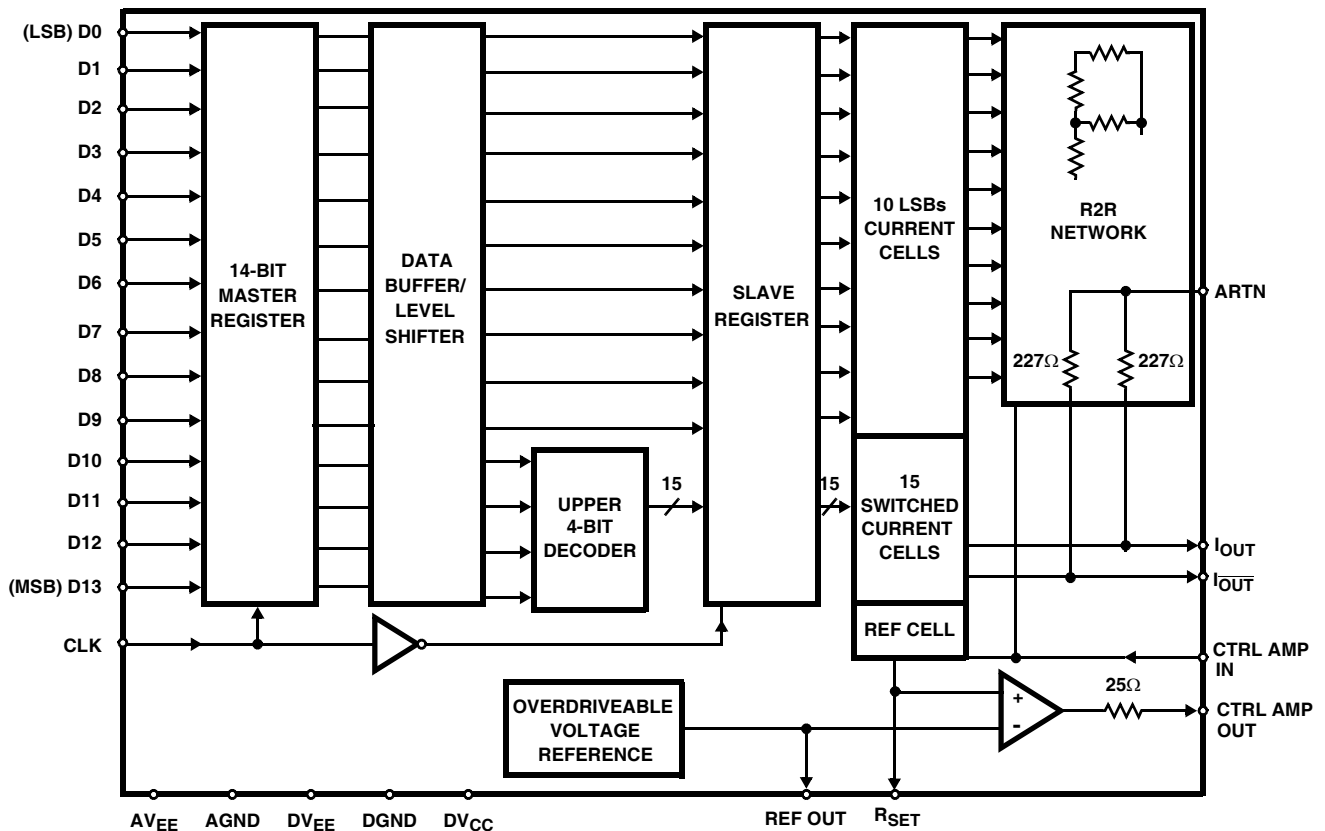 (LSB) D0
D1
D2
D3
D4
D5
D6
D7
D8
D9
D10
D11
D12
(MSB) D13
CLK
14-BIT
MASTER
REGISTER
DATA
BUFFER/
LEVEL
SHIFTER
UPPER
4-BIT
DECODER
15
SLAVE
REGISTER
15
10 LSBs
CURRENT
CELLS
15
SWITCHED
CURRENT
CELLS
REF CELL
R2R
NETWORK
227Ω
227Ω
ARTN
IOUT
IOUT
CTRL AMP
IN
25Ω
CTRL AMP
OUT
+
-
OVERDRIVEABLE
VOLTAGE
REFERENCE
AVEE
AGND
DVEE
DGND
DVCC
REF OUT
RSET